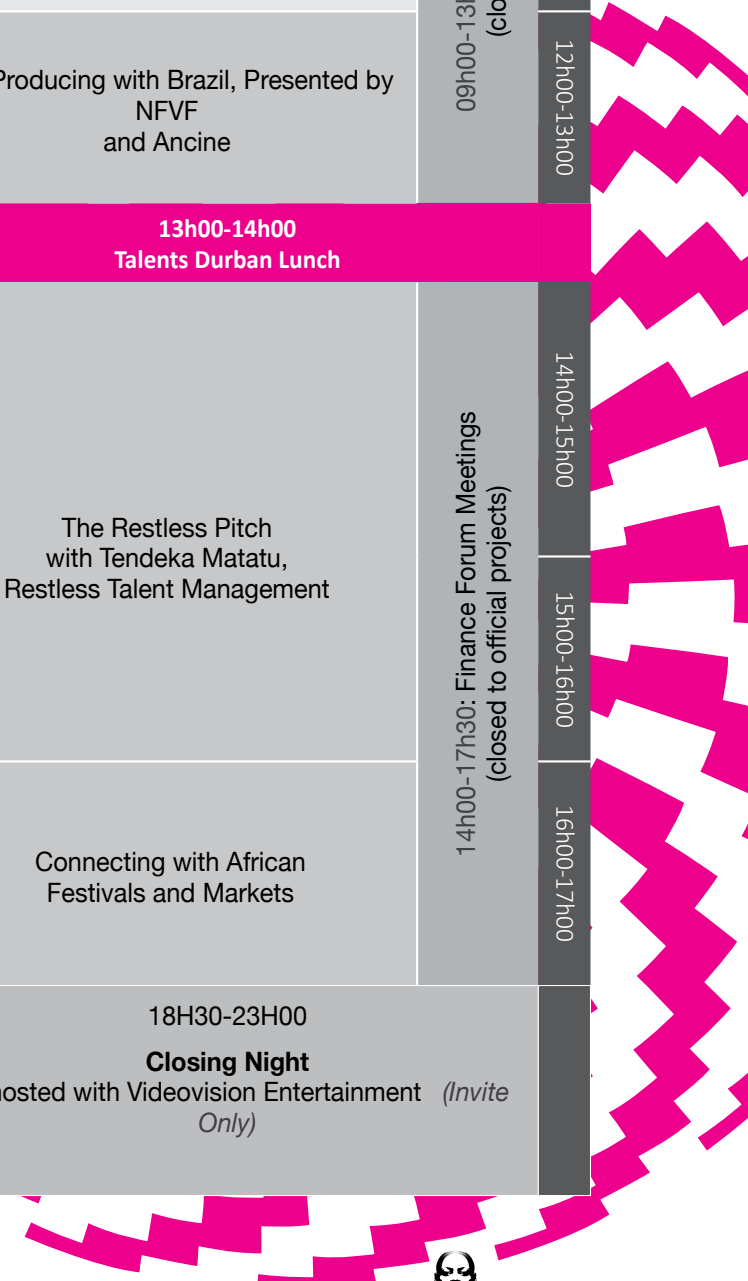 Producing with Brazil, Presented by
NFVF
and Ancine
12h00-13h00
13h00-14h00
Talents Durban Lunch
The Restless Pitch
with Tendeka Matatu,
Restless Talent Management
14h00-17h30: Finance Forum Meetings
(closed to official projects)
14h00-15h00
15h00-16h00
Connecting with African
Festivals and Markets
16h00-17h00
18H30-23H00
Closing Night
hosted with Videovision Entertainment (Invite
Only)